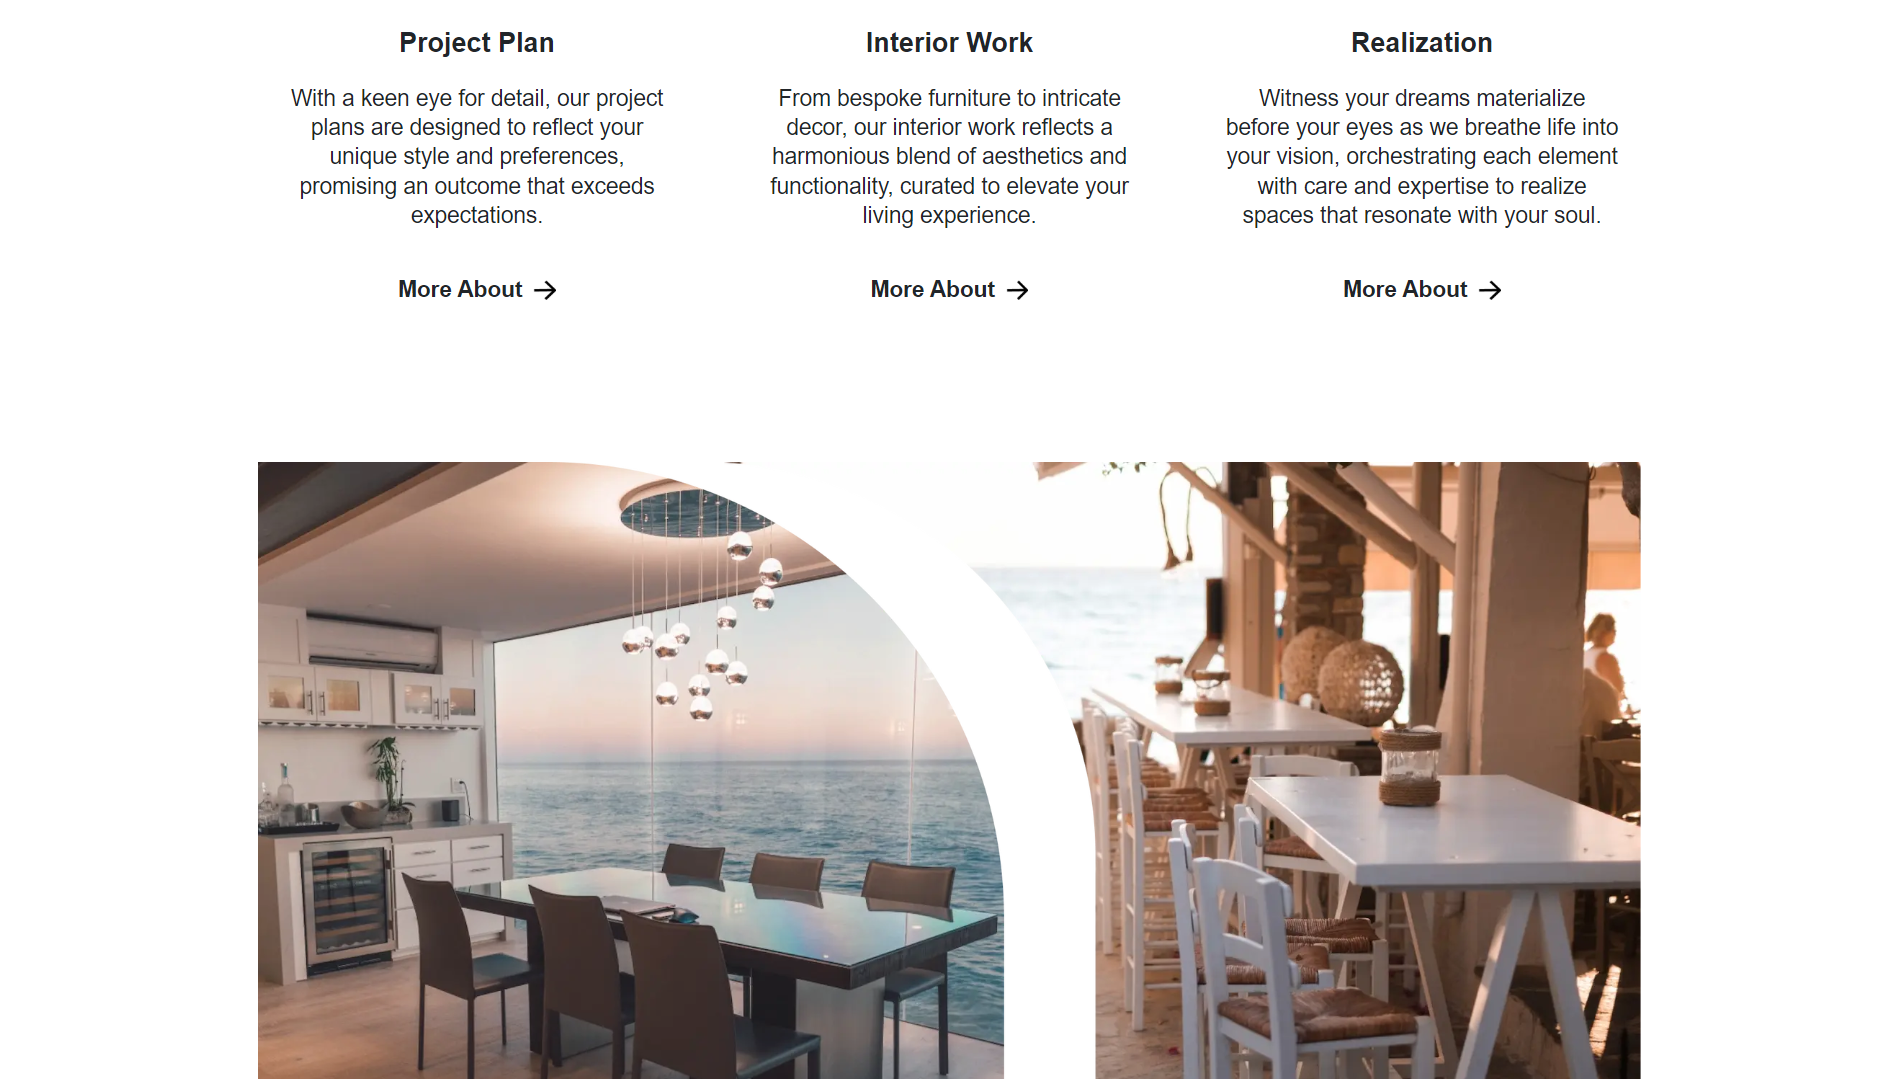 Project Plan
With a keen eye for detail, our project
plans are designed to reflect your
unique style and preferences,
promising an outcome that exceeds
expectations.
More About
Interior Work
From bespoke furniture to intricate
decor, our interior work reflects a
harmonious blend of aesthetics and
functionality, curated to elevate your
living experience.
More About
Realization
Witness your dreams materialize
before your eyes as we breathe life into
your vision, orchestrating each element
with care and expertise to realize
spaces that resonate with your soul.
More About